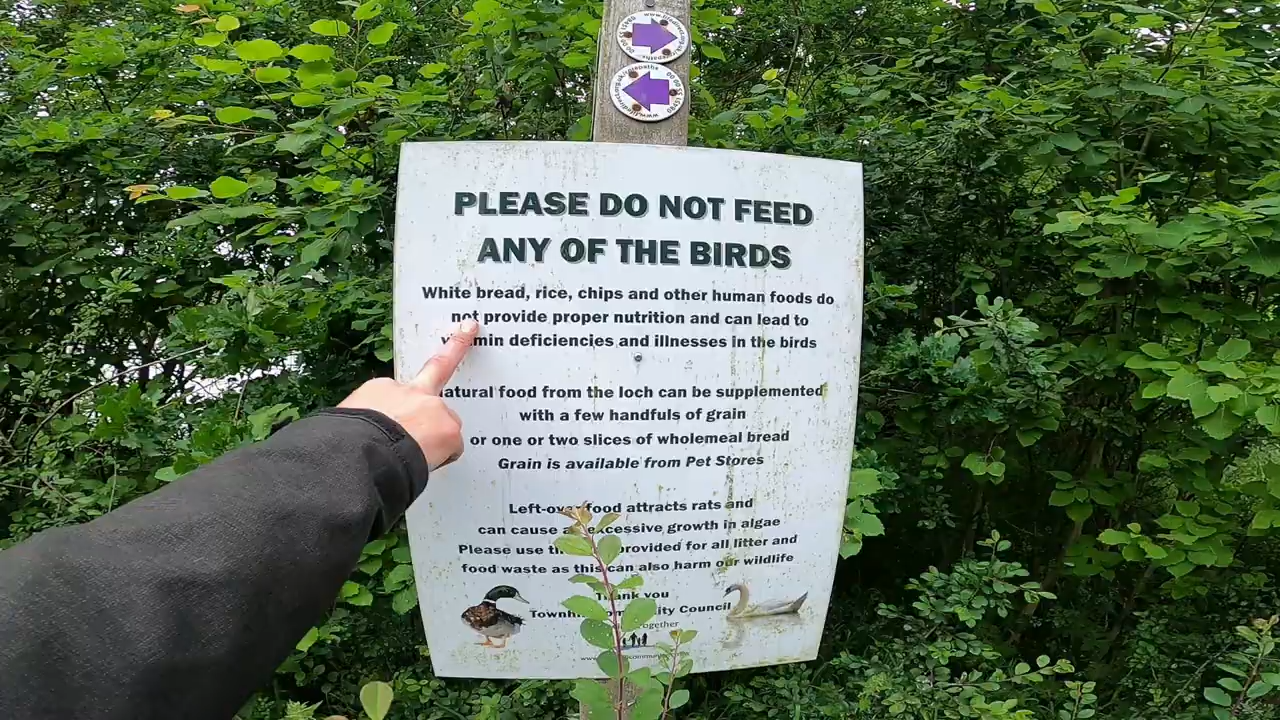 PLEASE DO NOT FEED
ANY OF THE BIRDS
White bread, rice, chips and other human foods do
not provide proper nutrition and can lead to
deficiencies and illnesses in the birds
food from the loch can be supplemented
with a few handfuls of grain
or one or two slices of wholemeal bread
Grain is available from Pet Stores
food attracts rats and
can cause excessive growth in algae
Please use provided for all litter and
food waste as this can also harm our wildlife
Thank you
Council